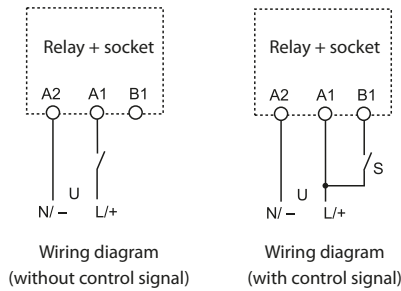 Relay + socket
A2 A1 B1
U
N/ – L/+
Wiring diagram
(without control signal)
Relay + socket
A2 A1 B1
S
U
N/ – L/+
Wiring diagram
(with control signal)